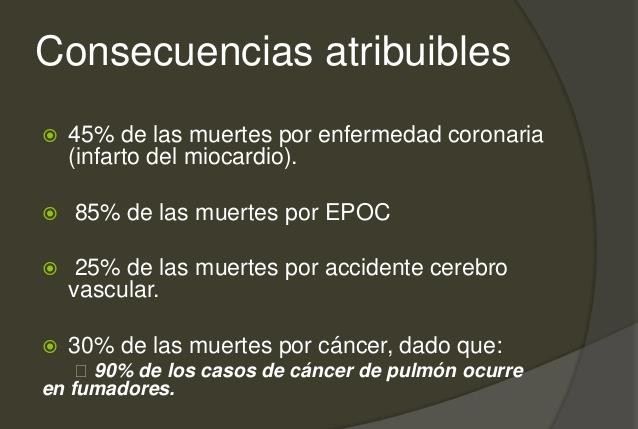 Consecuencias atribuibles
45% de las muertes por enfermedad coronaria
(infarto del miocardio).
85% de las muertes por EPOC
25% de las muertes por accidente cerebro
vascular.
30% de las muertes por cáncer, dado que:
90% de los casos de cáncer de pulmón ocurre
en fumadores.